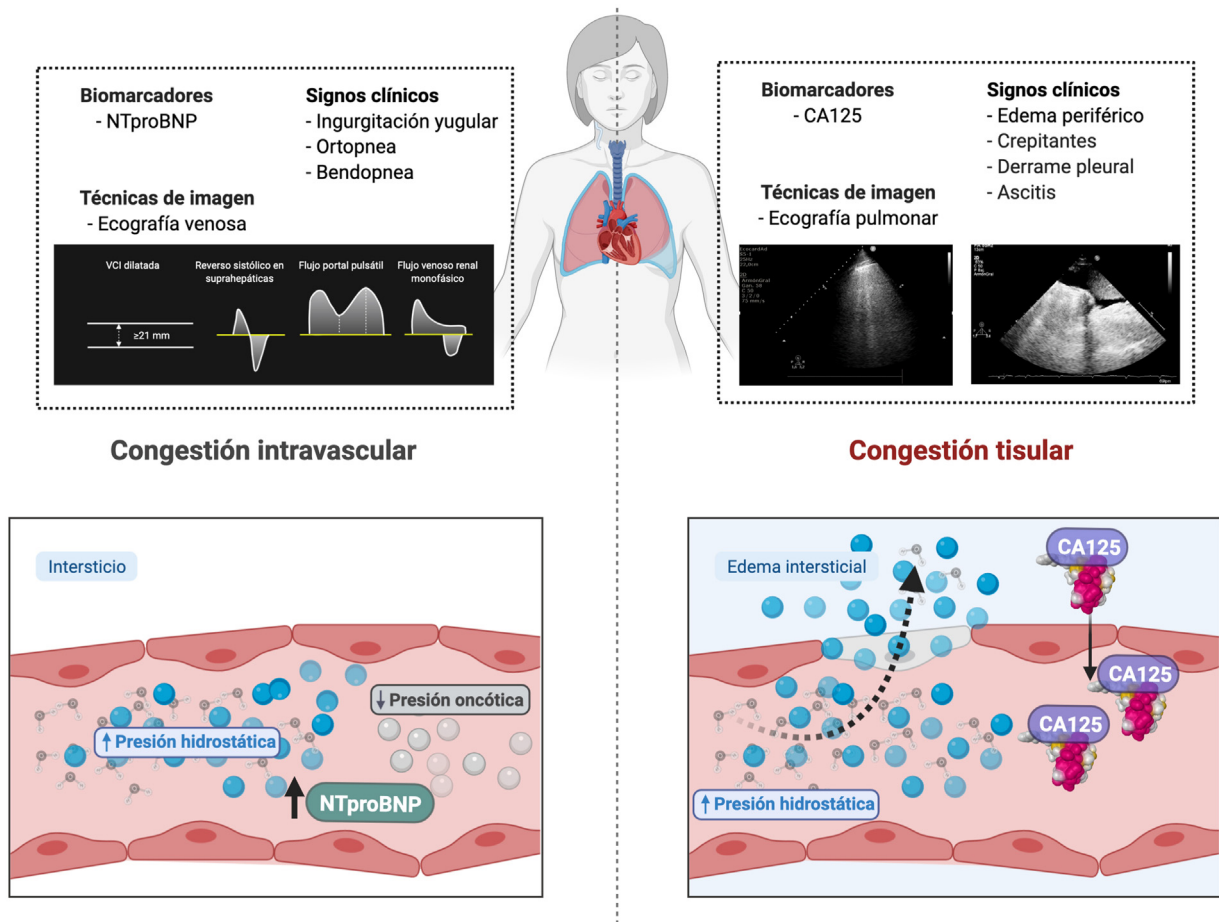 Biomarcadores
- NTproBNP
Signos clínicos
- Ingurgitación yugular
- Ortopnea
- Bendopnea
Técnicas de imagen
- Ecografía venosa
VCI dilatada
Reverso sistólico en
suprahepáticas
Flujo portal pulsátil
Flujo venoso renal
monofásico
≥21 mm
Biomarcadores
- CA125
Signos clínicos
- Edema periférico
- Crepitantes
- Derrame pleural
- Ascitis
Técnicas de imagen
- Ecografía pulmonar
Congestión intravascular
Congestión tisular
Intersticio
↓ Presión oncótica
↑ Presión hidrostática
NTproBNP
Edema intersticial
CA125
CA125
CA125
↑ Presión hidrostática